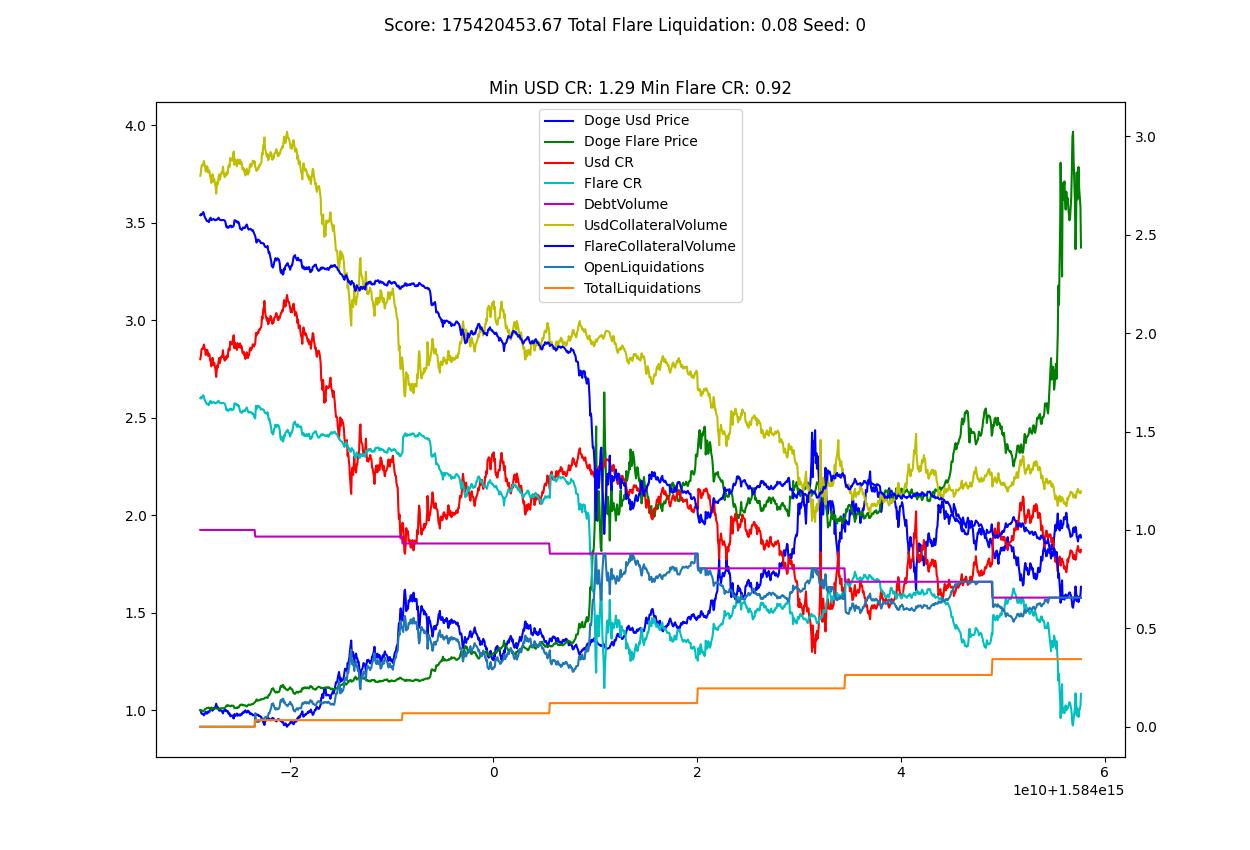 Score: 175420453.67 Total Flare Liquidation: 0.08 Seed: 0
Min USD CR: 1.29 Min Flare CR: 0.92
Doge Usd Price
Doge Flare Price
Usd CR
Flare CR
DebtVolume
UsdCollateralVolume
FlareCollateralVolume
OpenLiquidations
TotalLiquidations
4.0
3.5
3.0
2.5
2.0
1.5
1.0
3.0
2.5
2.0
1.5
1.0
0.5
0.0
−2
0
2
4
6
1e10+1.584e15